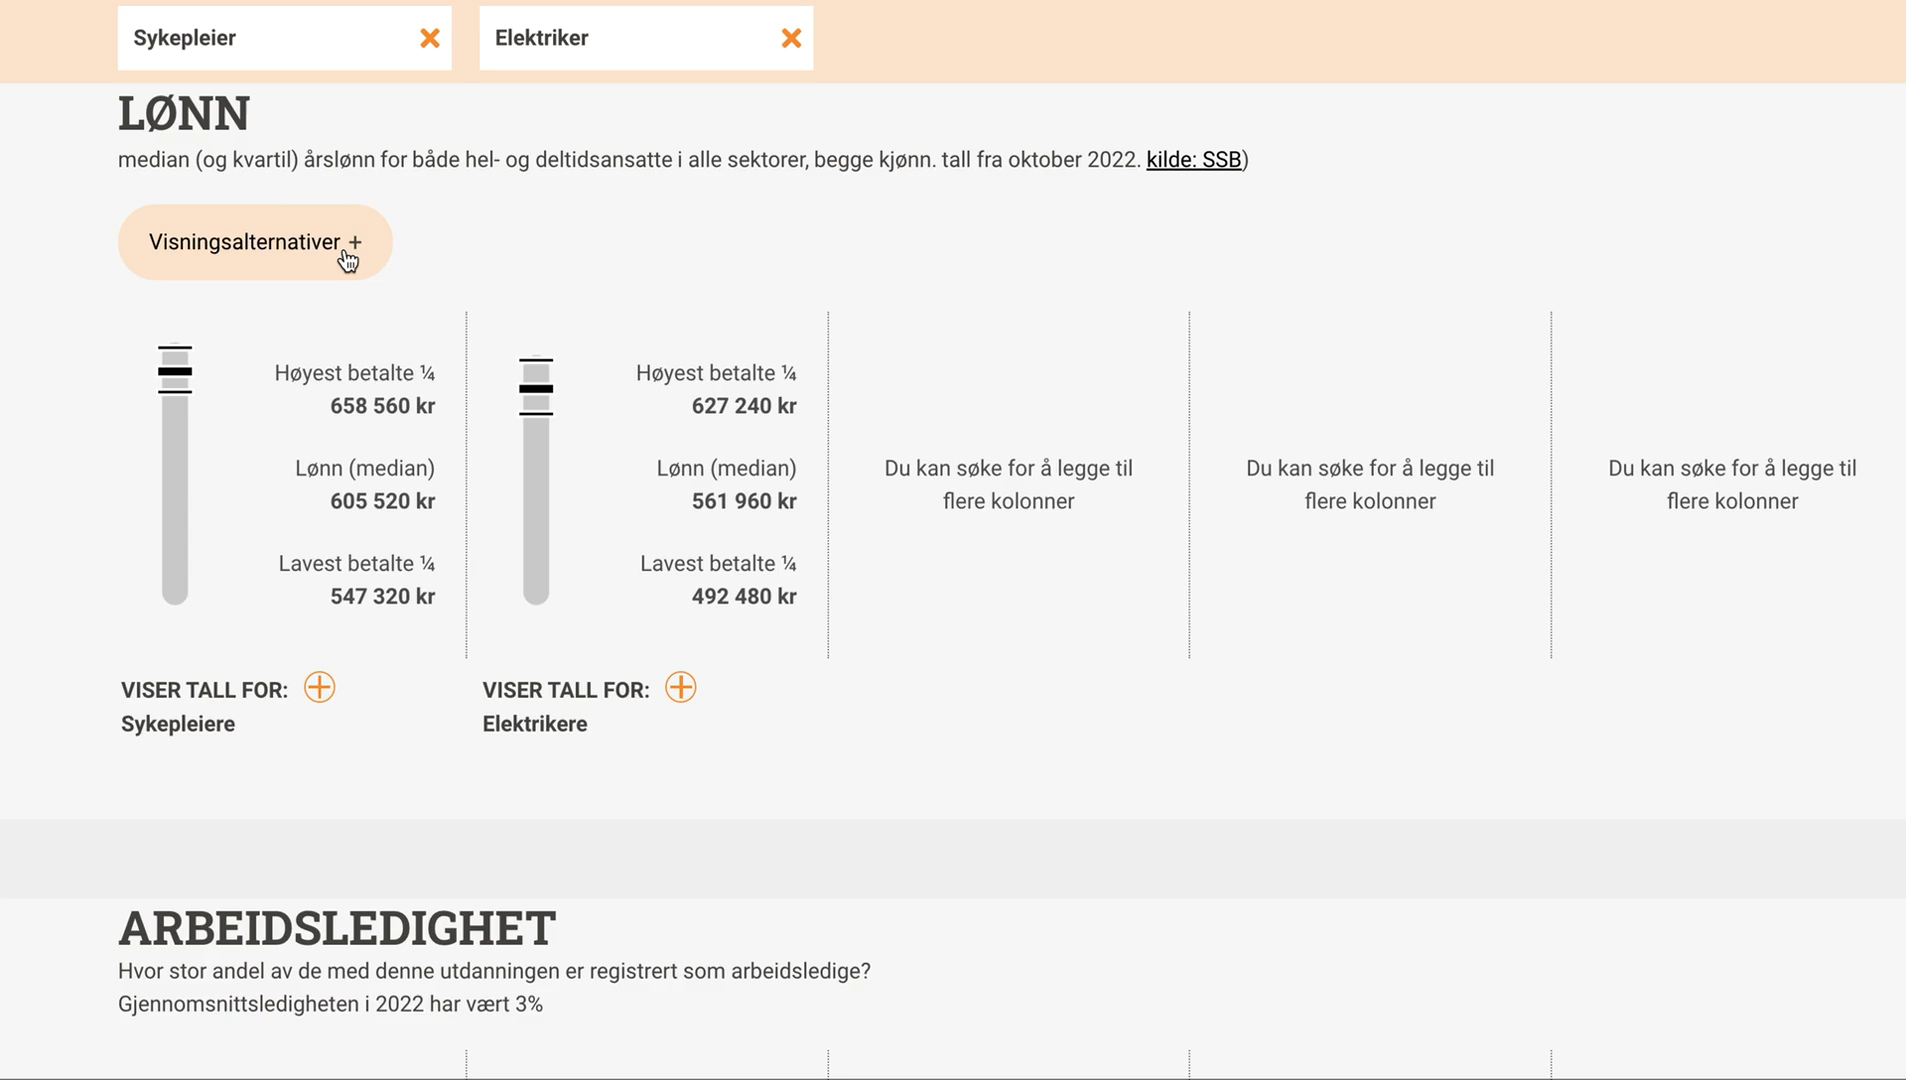 Sykepleier
Elektriker
LØNN
median (og kvartil) årslønn for både hel- og deltidsansatte i alle sektorer, begge kjønn. tall fra oktober 2022. kilde: SSB)
Visningsalternativer +
Høyest betalte ¼
658 560 kr
Lønn (median)
605 520 kr
Lavest betalte ¼
547 320 kr
Høyest betalte ¼
627 240 kr
Lønn (median)
561 960 kr
Lavest betalte ¼
492 480 kr
Du kan søke for å legge til
flere kolonner
Du kan søke for å legge til
flere kolonner
Du kan søke for å legge til
flere kolonner
VISER TALL FOR:
Sykepleiere
VISER TALL FOR:
Elektrikere
ARBEIDSLEDIGHET
Hvor stor andel av de med denne utdanningen er registrert som arbeidsledige?
Gjennomsnittsledigheten i 2022 har vært 3%